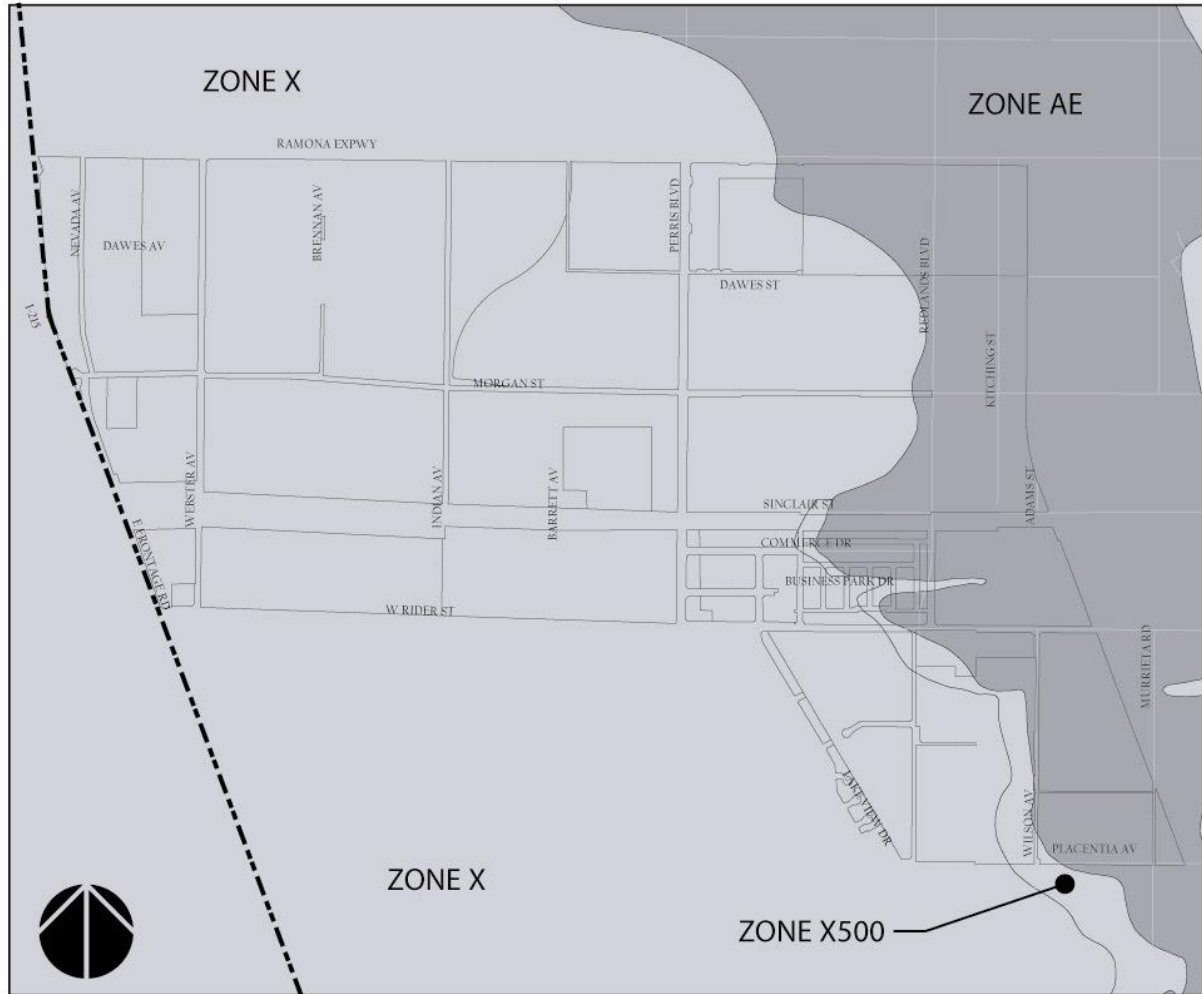 ZONE X
ZONE AE
RAMONA EXPWY
NEVADA AV
BRENNAN AV
PERRIS BLVD
DAWES AV
REDLANDS BLVD
DAWES ST
I-215
KITCHING ST
MORGAN ST
WEBSTER AV
INDIAN AV
BARRETT AV
SINCLAIR ST
ADAMS ST
COMMERCE DR
E FRONTAGE RD
BUSINESS PARK DR
W RIDER ST
MURRIETA RD
LAKEVIEW DR
WILSON AV
PLACENTIA AV
ZONE X
ZONE X500